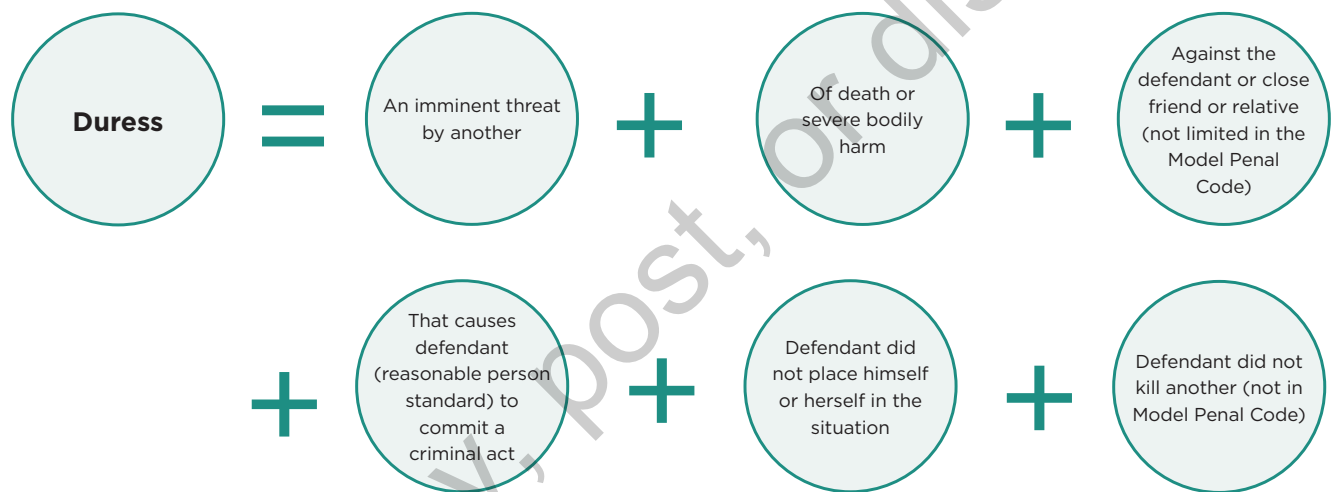 Duress
=
An imminent threat
by another
+
Of death or
severe bodily
harm
+
Against the
defendant or close
friend or relative
(not limited in the
Model Penal
Code)
+
That causes
defendant
(reasonable person
standard) to
commit a
criminal act
+
Defendant did
not place himself
or herself in the
situation
+
Defendant did not
kill another (not in
Model Penal Code)
post, or